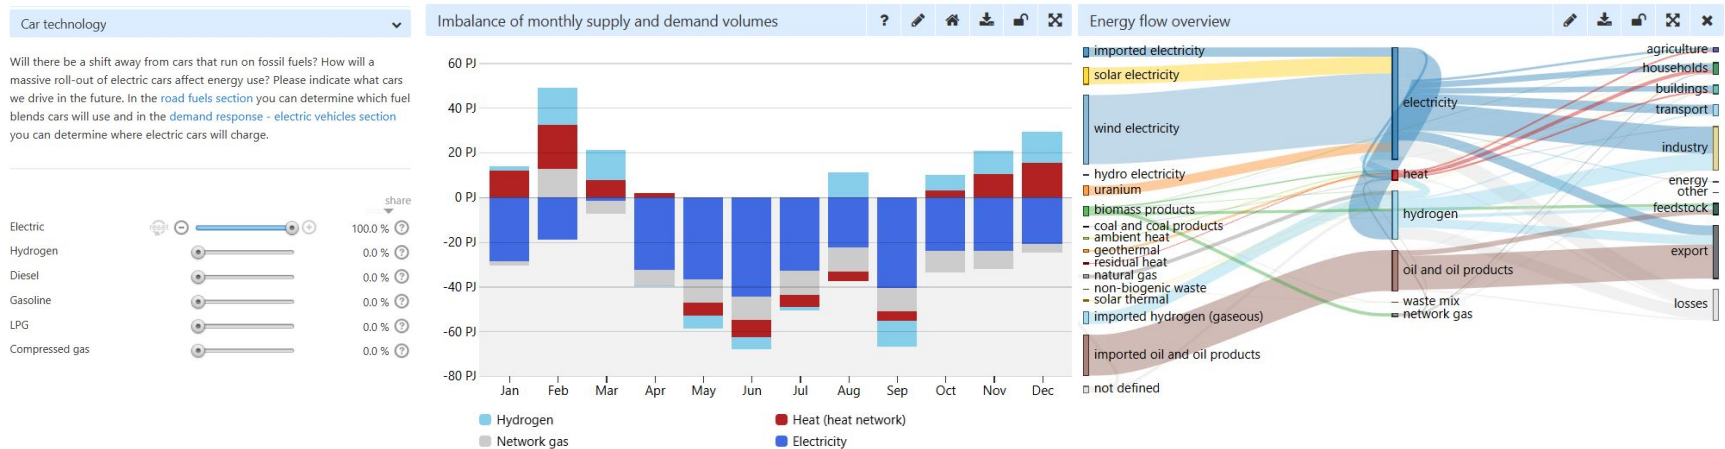 Car technology
Will there be a shift away from cars that run on fossil fuels? How will a
massive roll-out of electric cars affect energy use? Please indicate what cars
we drive in the future. In the road fuels section you can determine which fuel
blends cars will use and in the demand response - electric vehicles section
you can determine where electric cars will charge.
share
Electric reset 100.0 % ?
Hydrogen 0.0 % ?
Diesel 0.0 % ?
Gasoline 0.0 % ?
LPG 0.0 % ?
Compressed gas 0.0 % ?
Imbalance of monthly supply and demand volumes ?
60 PJ
40 PJ
20 PJ
0 PJ
-20 PJ
-40 PJ
-60 PJ
-80 PJ
Jan Feb Mar Apr May Jun Jul Aug Sep Oct Nov Dec
Hydrogen Heat (heat network)
Network gas Electricity
Energy flow overview
imported electricity
solar electricity
wind electricity
hydro electricity
uranium
biomass products
coal and coal products
ambient heat
geothermal
residual heat
natural gas
non-biogenic waste
solar thermal
imported hydrogen (gaseous)
imported oil and oil products
not defined
electricity
heat
hydrogen
oil and oil products
waste mix
network gas
agriculture
households
buildings
transport
industry
energy
other
feedstock
export
losses